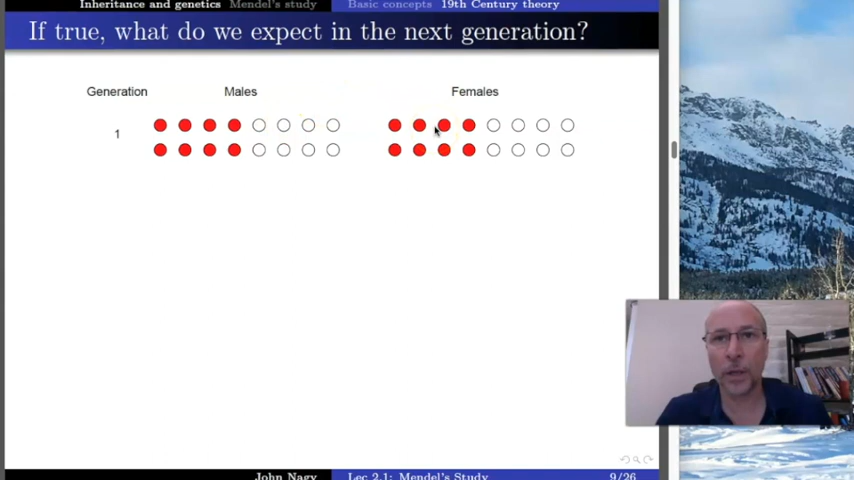 Inheritance and genetics Mendel's study Basic concepts 19th Century theory
If true, what do we expect in the next generation?
Generation Males Females
1
John Nagy Lec 2.1: Mendel's Study 9/26